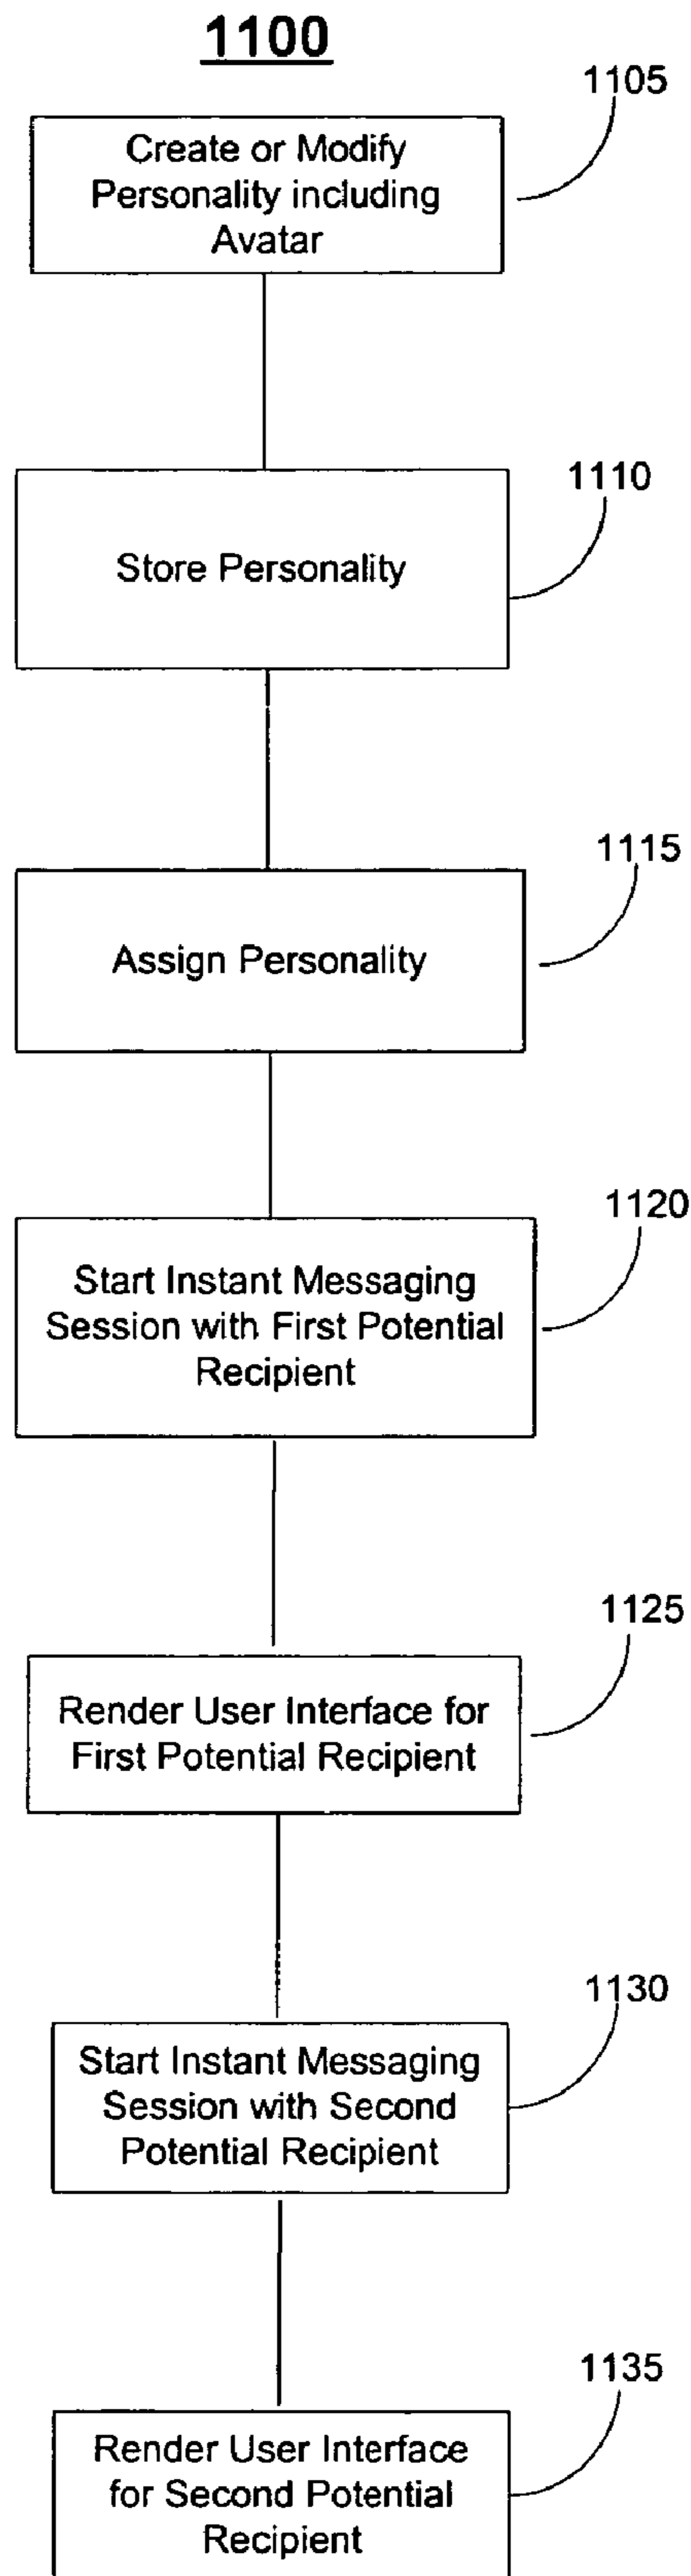 1100
1105
Create or Modify
Personality including
Avatar
1110
Store Personality
1115
Assign Personality
1120
Start Instant Messaging
Session with First Potential
Recipient
1125
Render User Interface for
First Potential Recipient
1130
Start Instant Messaging
Session with Second
Potential Recipient
1135
Render User Interface
for Second Potential
Recipient